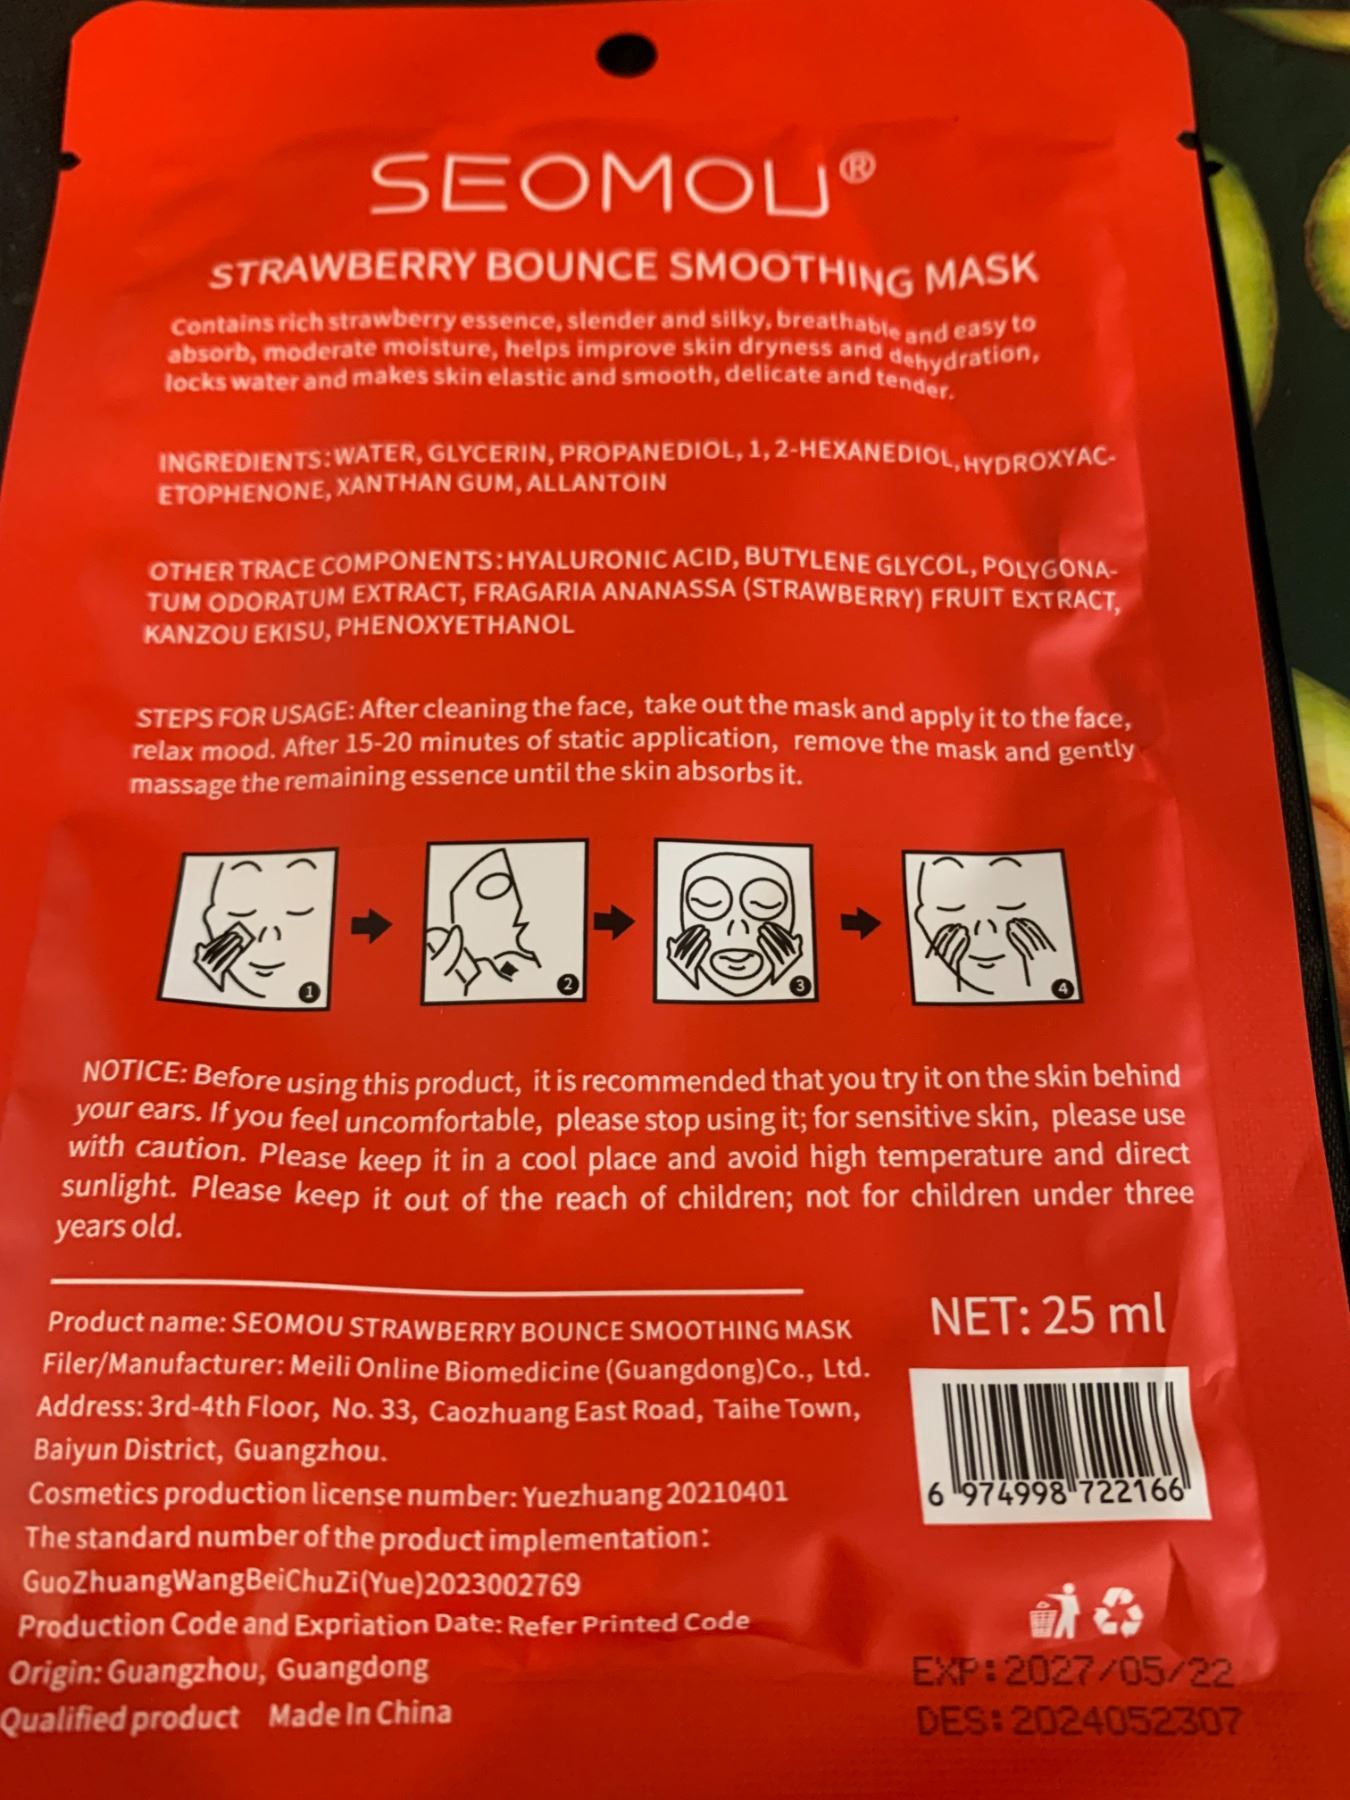 SEOMOU®
STRAWBERRY BOUNCE SMOOTHING MASK
Contains rich strawberry essence, slender and silky, breathable and easy to
absorb, moderate moisture, helps improve skin dryness and dehydration,
locks water and makes skin elastic and smooth, delicate and tender.
INGREDIENTS: WATER, GLYCERIN, PROPANEDIOL, 1, 2-HEXANEDIOL, HYDROXYAC-
ETOPHENONE, XANTHAN GUM, ALLANTOIN
OTHER TRACE COMPONENTS: HYALURONIC ACID, BUTYLENE GLYCOL, POLYGONA-
TUM ODORATUM EXTRACT, FRAGARIA ANANASSA (STRAWBERRY) FRUIT EXTRACT,
KANZOU EKISU, PHENOXYETHANOL
STEPS FOR USAGE: After cleaning the face, take out the mask and apply it to the face,
relax mood. After 15-20 minutes of static application, remove the mask and gently
massage the remaining essence until the skin absorbs it.
1 2 3 4
NOTICE: Before using this product, it is recommended that you try it on the skin behind
your ears. If you feel uncomfortable, please stop using it; for sensitive skin, please use
with caution. Please keep it in a cool place and avoid high temperature and direct
sunlight. Please keep it out of the reach of children; not for children under three
years old.
Product name: SEOMOU STRAWBERRY BOUNCE SMOOTHING MASK
Filer/Manufacturer: Meili Online Biomedicine (Guangdong)Co., Ltd.
Address: 3rd-4th Floor, No. 33, Caozhuang East Road, Taihe Town,
Baiyun District, Guangzhou.
Cosmetics production license number: Yuezhuang 20210401
The standard number of the product implementation:
GuoZhuangWangBeiChuZi(Yue)2023002769
Production Code and Expriation Date: Refer Printed Code
Origin: Guangzhou, Guangdong
Qualified product Made In China
NET: 25 ml
6 974998 722166
EXP: 2027/05/22
DES: 2024052307